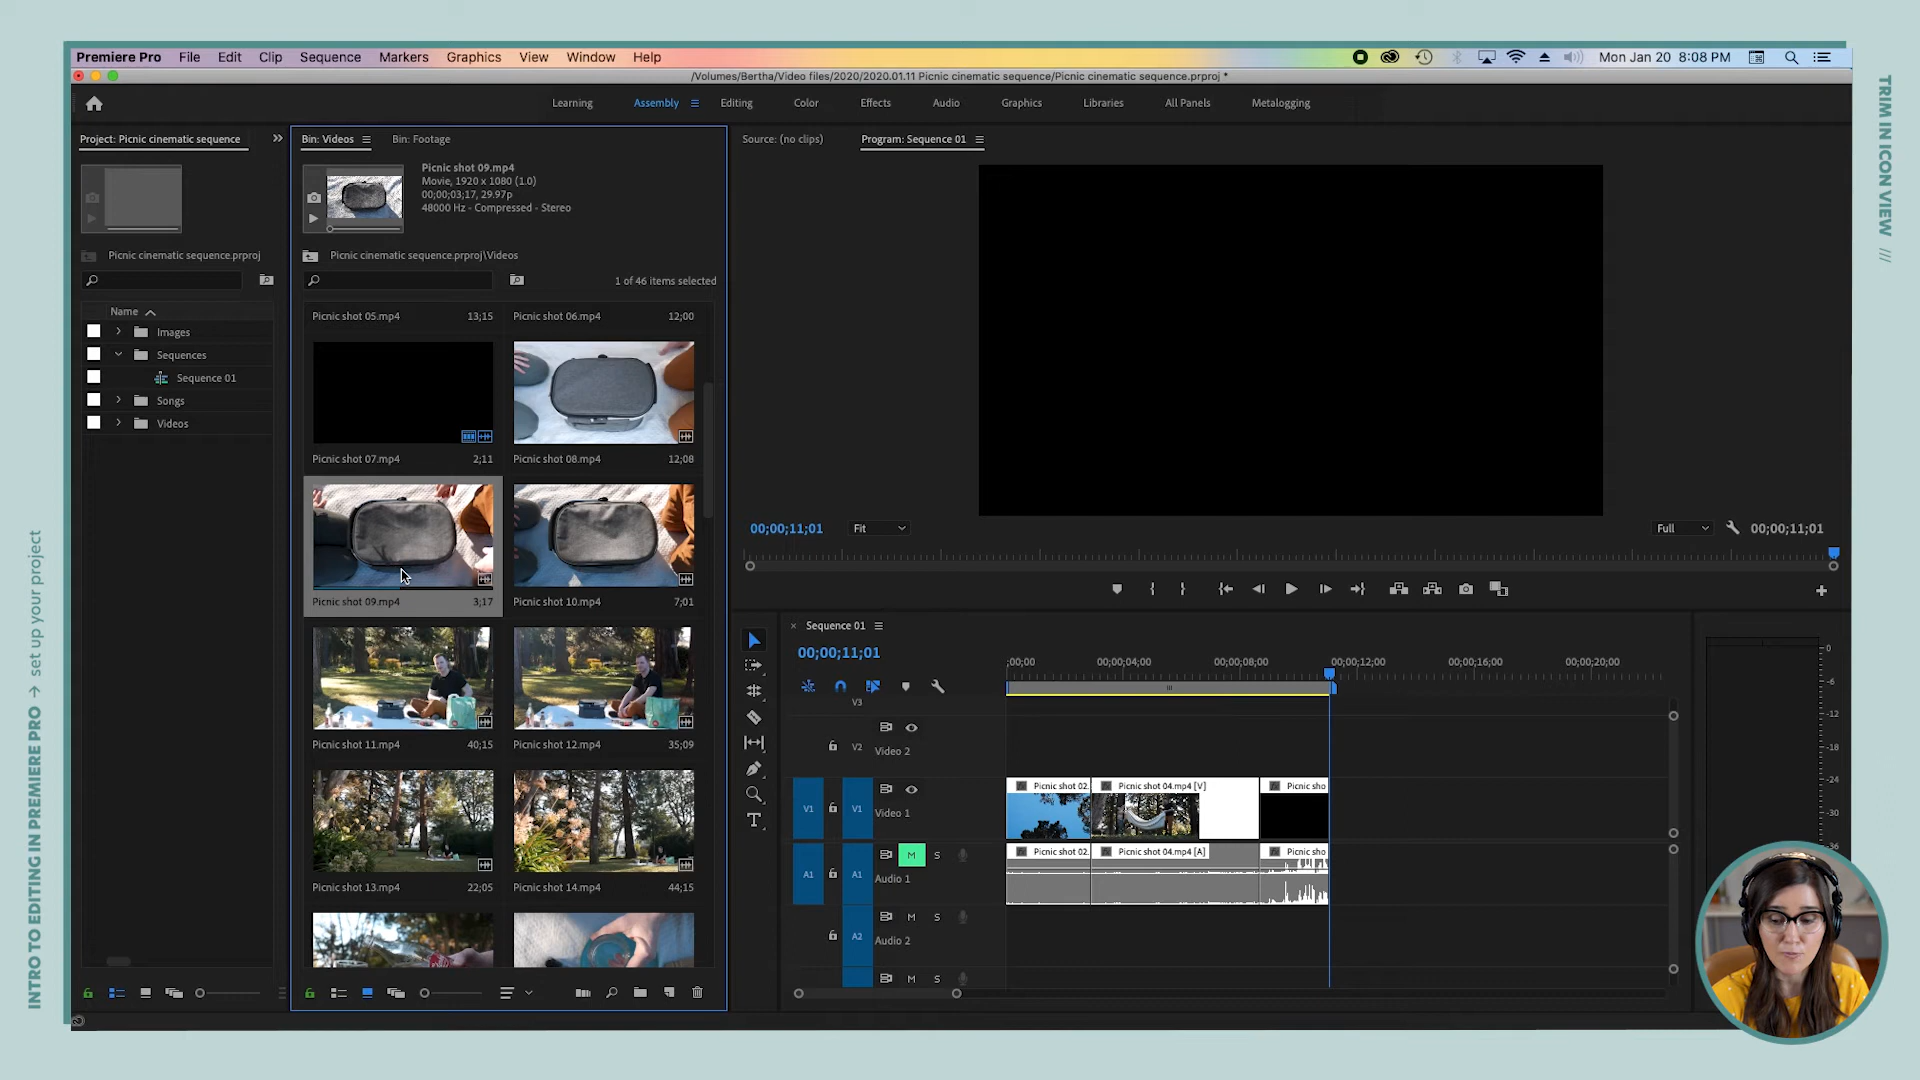 Premiere Pro File Edit Clip Sequence Markers Graphics View Window Help Mon Jan 20 8:08 PM
/Volumes/Bertha/Video files/2020/2020.01.11 Picnic cinematic sequence/Picnic cinematic sequence.prproj *
Learning Assembly Editing Color Effects Audio Graphics Libraries All Panels Metalogging
Project: Picnic cinematic sequence
Picnic cinematic sequence.prproj
Name
Images
Sequences
Sequence 01
Songs
Videos
Bin: Videos Bin: Footage
Picnic shot 09.mp4
Movie, 1920 x 1080 (1.0)
00;00;03;17, 29.97p
48000 Hz - Compressed - Stereo
Picnic cinematic sequence.prproj\Videos
1 of 46 items selected
Picnic shot 05.mp4 13;15 Picnic shot 06.mp4 12;00
Picnic shot 07.mp4 2;11 Picnic shot 08.mp4 12;08
Picnic shot 09.mp4 3;17 Picnic shot 10.mp4 7;01
Picnic shot 11.mp4 40;15 Picnic shot 12.mp4 35;09
Picnic shot 13.mp4 22;05 Picnic shot 14.mp4 44;15
Source: (no clips) Program: Sequence 01
00;00;11;01 Fit Full 00;00;11;01
Sequence 01
00;00;11;01
;00;00 00;00;04;00 00;00;08;00 00;00;12;00 00;00;16;00 00;00;20;00
V3
V2 Video 2
V1 V1 Video 1
Picnic shot 02. Picnic shot 04.mp4 [V] Picnic sho
A1 A1 M S Audio 1
Picnic shot 02. Picnic shot 04.mp4 [A] Picnic sho
A2 M S Audio 2
M S
0
-6
-12
-18
-24
-30
-36
INTRO TO EDITING IN PREMIERE PRO → set up your project
TRIM IN ICON VIEW ///